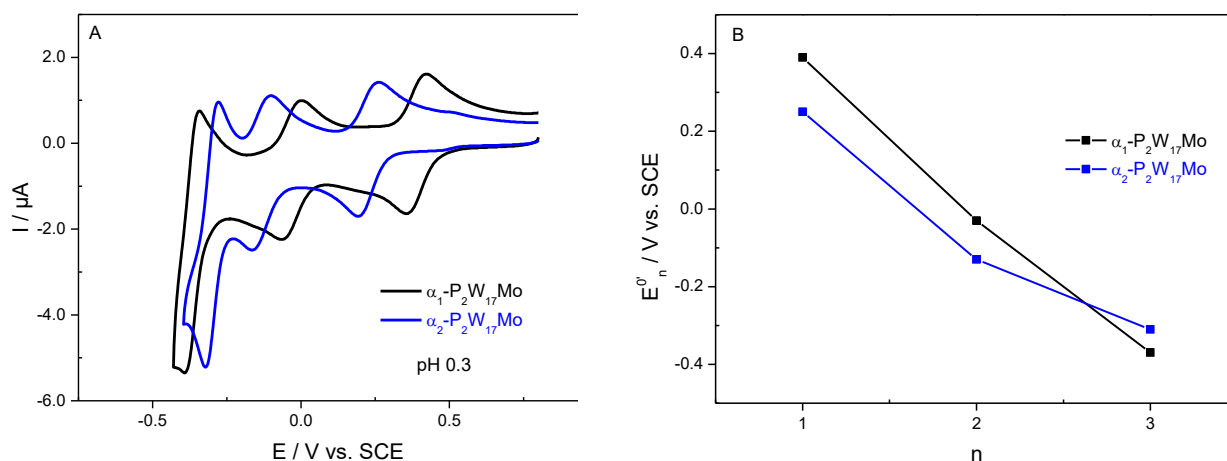 A
2.0
0.0
-2.0
-4.0
-6.0
I / µA
α₁-P₂W₁₇Mo
α₂-P₂W₁₇Mo
pH 0.3
-0.5 0.0 0.5
E / V vs. SCE
B
0.4
0.2
0.0
-0.2
-0.4
E⁰'ₙ / V vs. SCE
α₁-P₂W₁₇Mo
α₂-P₂W₁₇Mo
1 2 3
n